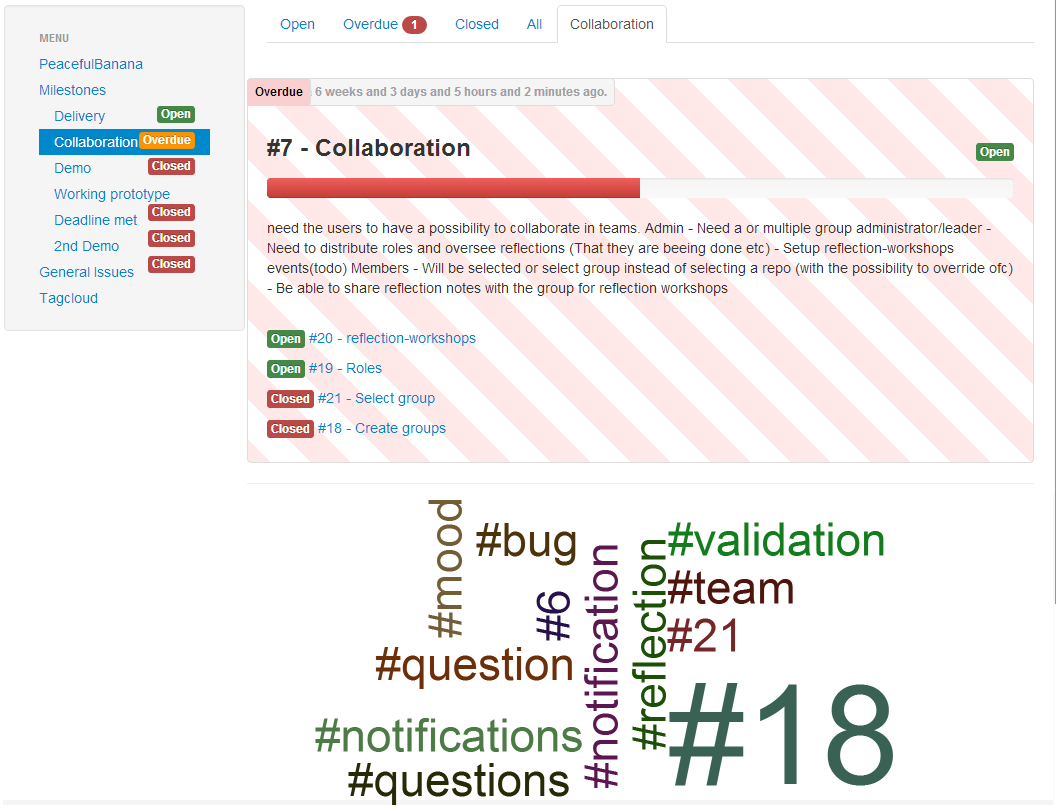 Open Overdue 1 Closed All Collaboration
MENU
PeacefulBanana
Milestones
Delivery Open
Collaboration Overdue
Demo Closed
Working prototype
Closed
Deadline met
2nd Demo Closed
General Issues Closed
Tagcloud
Overdue 6 weeks and 3 days and 5 hours and 2 minutes ago.
#7 - Collaboration Open
need the users to have a possibility to collaborate in teams. Admin - Need a or multiple group administrator/leader -
Need to distribute roles and oversee reflections (That they are beeing done etc) - Setup reflection-workshops
events(todo) Members - Will be selected or select group instead of selecting a repo (with the possibility to override ofc)
- Be able to share reflection notes with the group for reflection workshops
Open #20 - reflection-workshops
Open #19 - Roles
Closed #21 - Select group
Closed #18 - Create groups
#mood
#bug
#6
#question
#notifications
#questions
#notification
#reflection
#validation
#team
#21
#18